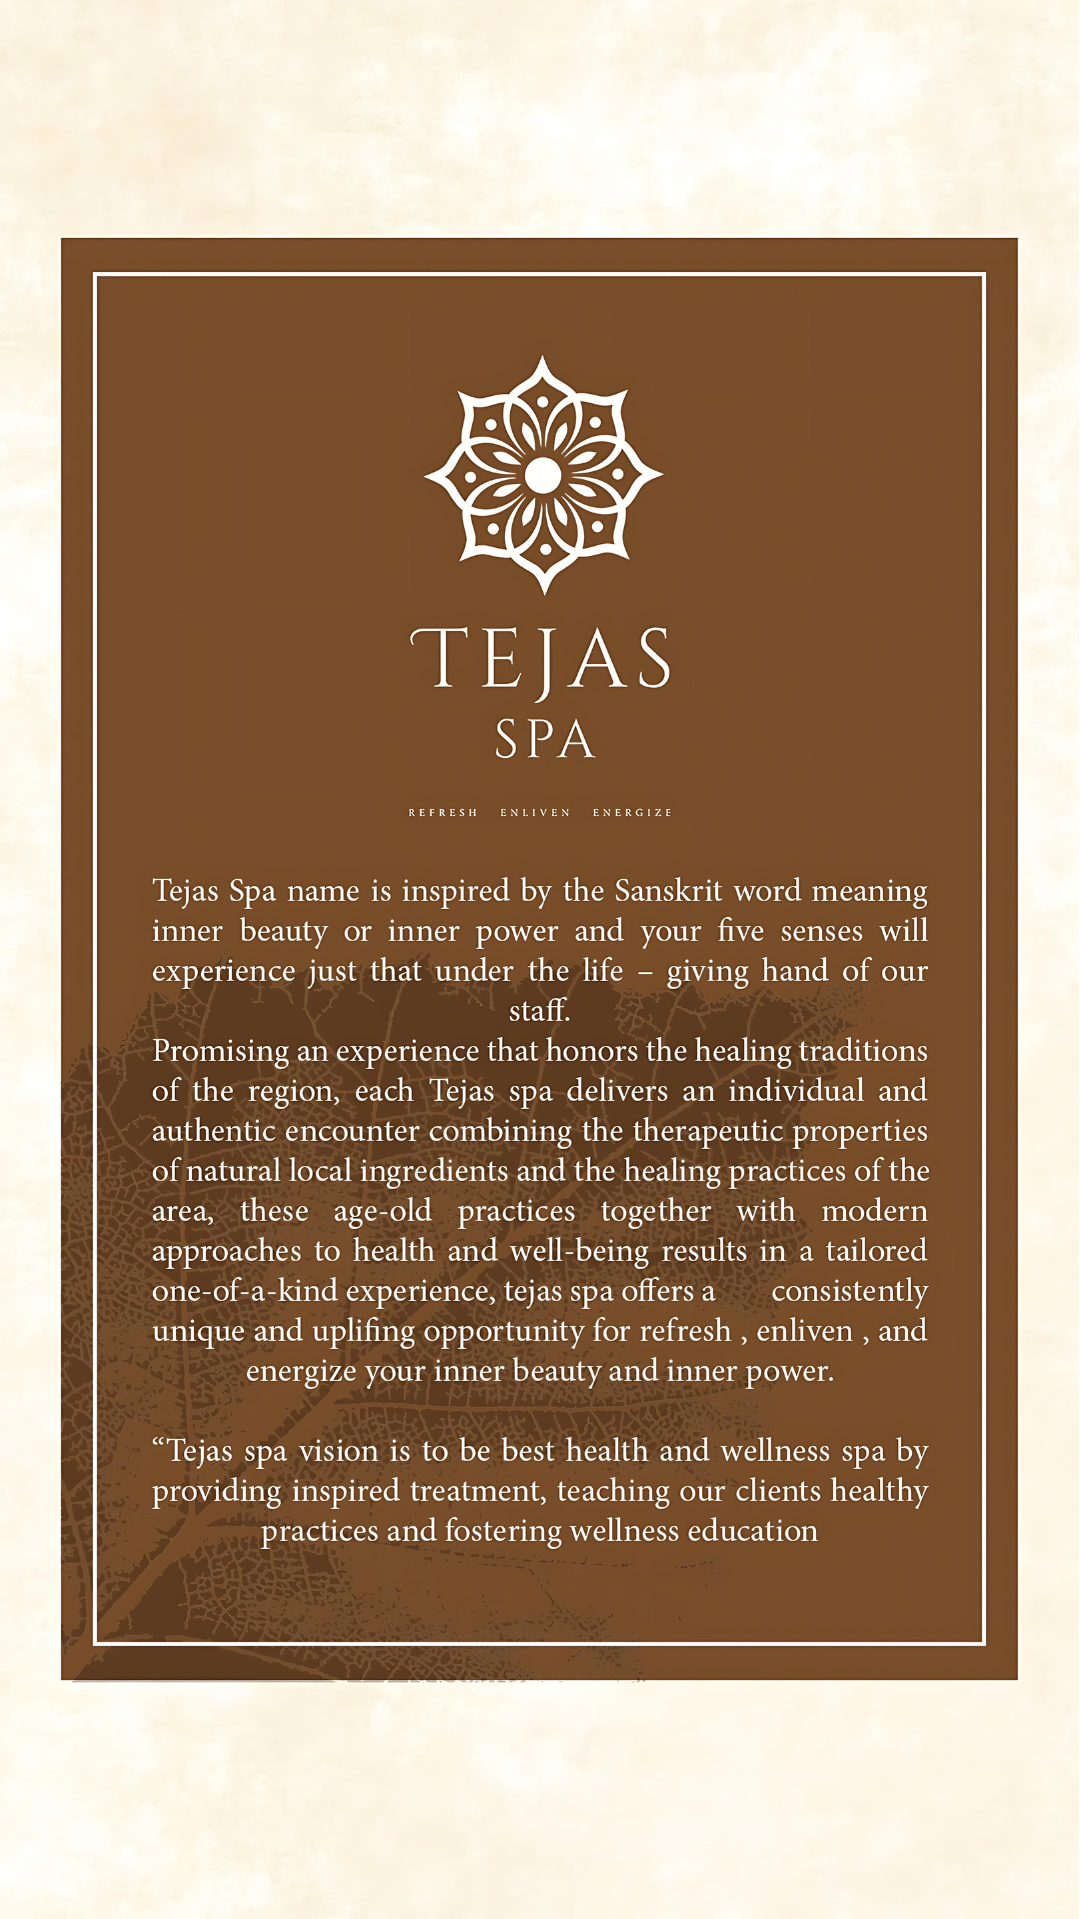 TEJAS
SPA
REFRESH ENLIVEN ENERGIZE
Tejas Spa name is inspired by the Sanskrit word meaning
inner beauty or inner power and your five senses will
experience just that under the life – giving hand of our
staff.
Promising an experience that honors the healing traditions
of the region, each Tejas spa delivers an individual and
authentic encounter combining the therapeutic properties
of natural local ingredients and the healing practices of the
area, these age-old practices together with modern
approaches to health and well-being results in a tailored
one-of-a-kind experience, tejas spa offers a consistently
unique and uplifing opportunity for refresh , enliven , and
energize your inner beauty and inner power.
“Tejas spa vision is to be best health and wellness spa by
providing inspired treatment, teaching our clients healthy
practices and fostering wellness education